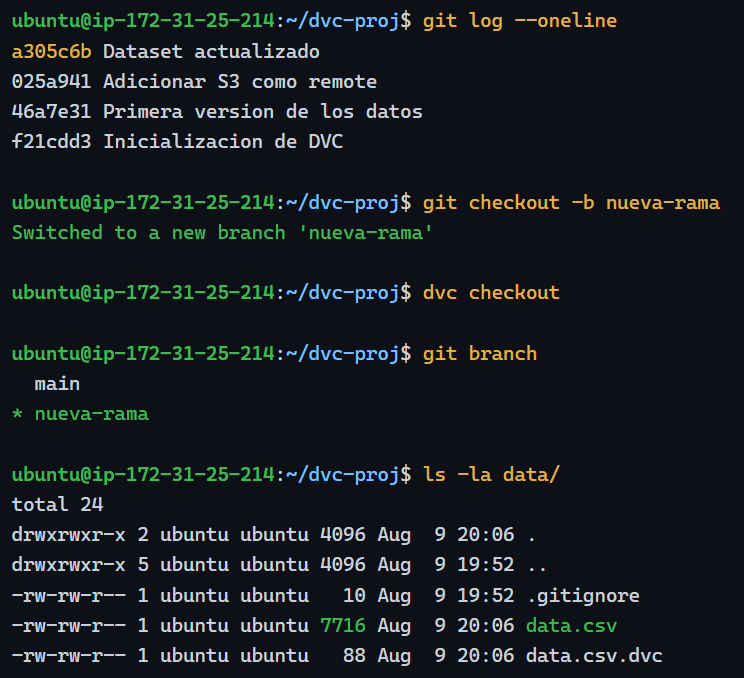 ubuntu@ip-172-31-25-214:~/dvc-proj$ git log --oneline
a305c6b Dataset actualizado
025a941 Adicionar S3 como remote
46a7e31 Primera version de los datos
f21cdd3 Inicializacion de DVC
ubuntu@ip-172-31-25-214:~/dvc-proj$ git checkout -b nueva-rama
Switched to a new branch 'nueva-rama'
ubuntu@ip-172-31-25-214:~/dvc-proj$ dvc checkout
ubuntu@ip-172-31-25-214:~/dvc-proj$ git branch
  main
* nueva-rama
ubuntu@ip-172-31-25-214:~/dvc-proj$ ls -la data/
total 24
drwxrwxr-x 2 ubuntu ubuntu 4096 Aug  9 20:06 .
drwxrwxr-x 5 ubuntu ubuntu 4096 Aug  9 19:52 ..
-rw-rw-r-- 1 ubuntu ubuntu   10 Aug  9 19:52 .gitignore
-rw-rw-r-- 1 ubuntu ubuntu 7716 Aug  9 20:06 data.csv
-rw-rw-r-- 1 ubuntu ubuntu   88 Aug  9 20:06 data.csv.dvc